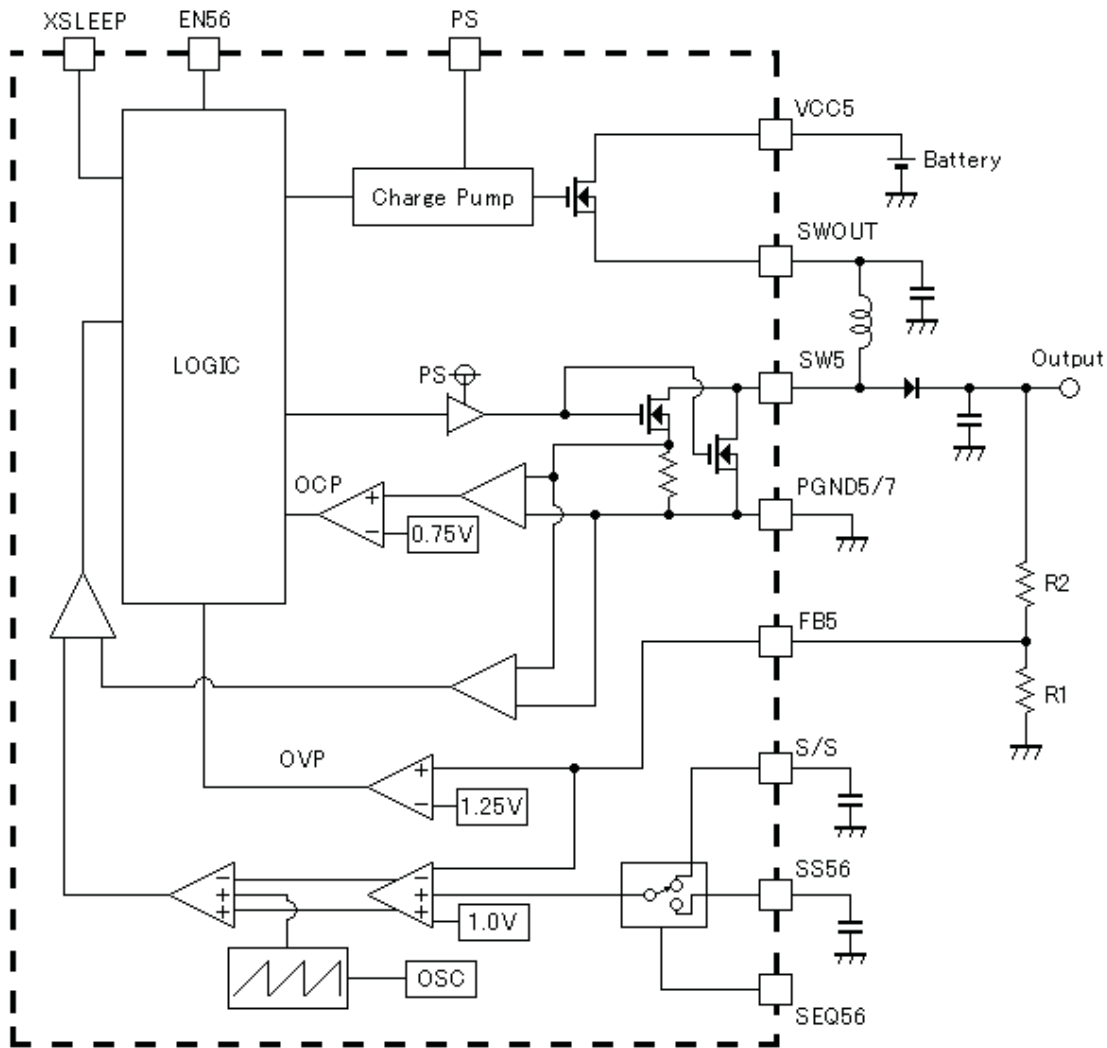 XSLEEP
EN56
PS
VCC5
Battery
Charge Pump
SWOUT
LOGIC
PS
SW5
Output
OCP
+
−
0.75V
PGND5/7
R2
FB5
R1
OVP
+
−
1.25V
S/S
−
+
+
−
+
+
1.0V
SS56
OSC
SEQ56